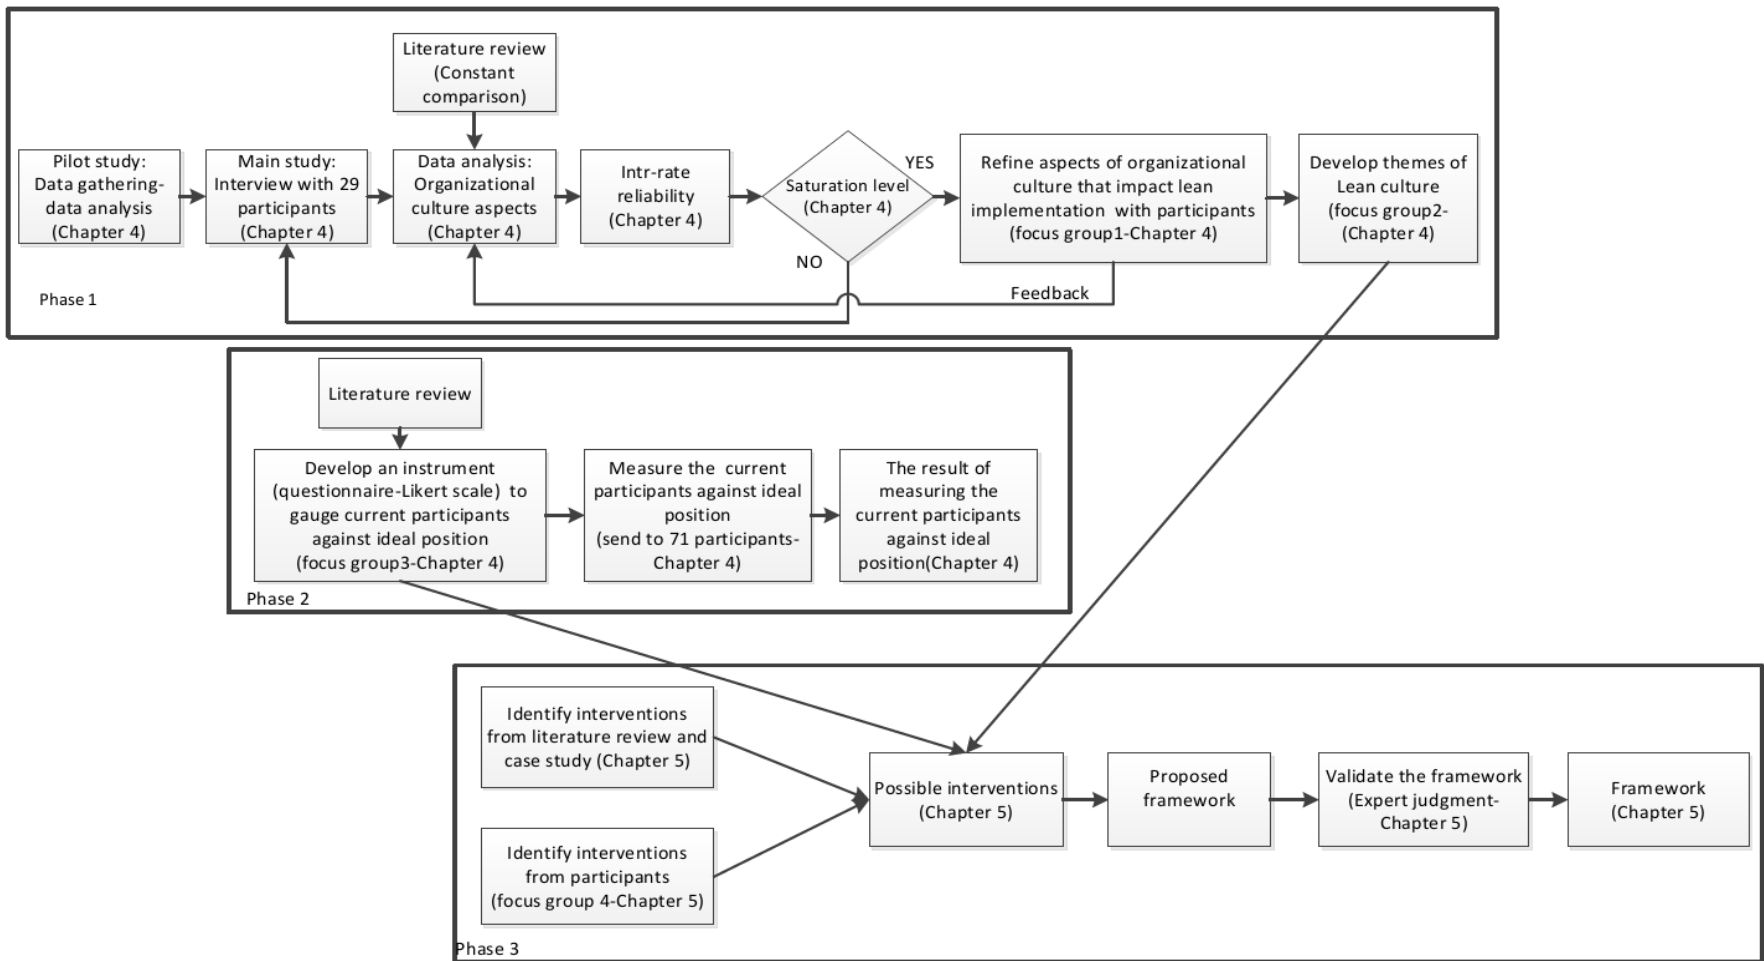 Literature review
(Constant
comparison)
Pilot study:
Data gathering-
data analysis
(Chapter 4)
Main study:
Interview with 29
participants
(Chapter 4)
Data analysis:
Organizational
culture aspects
(Chapter 4)
Intr-rate
reliability
(Chapter 4)
Saturation level
(Chapter 4)
YES
NO
Refine aspects of organizational
culture that impact lean
implementation with participants
(focus group1-Chapter 4)
Develop themes of
Lean culture
(focus group2-
(Chapter 4)
Feedback
Phase 1
Literature review
Develop an instrument
(questionnaire-Likert scale) to
gauge current participants
against ideal position
(focus group3-Chapter 4)
Measure the current
participants against ideal
position
(send to 71 participants-
Chapter 4)
The result of
measuring the
current participants
against ideal
position(Chapter 4)
Phase 2
Identify interventions
from literature review and
case study (Chapter 5)
Identify interventions
from participants
(focus group 4-Chapter 5)
Possible interventions
(Chapter 5)
Proposed
framework
Validate the framework
(Expert judgment-
Chapter 5)
Framework
(Chapter 5)
Phase 3